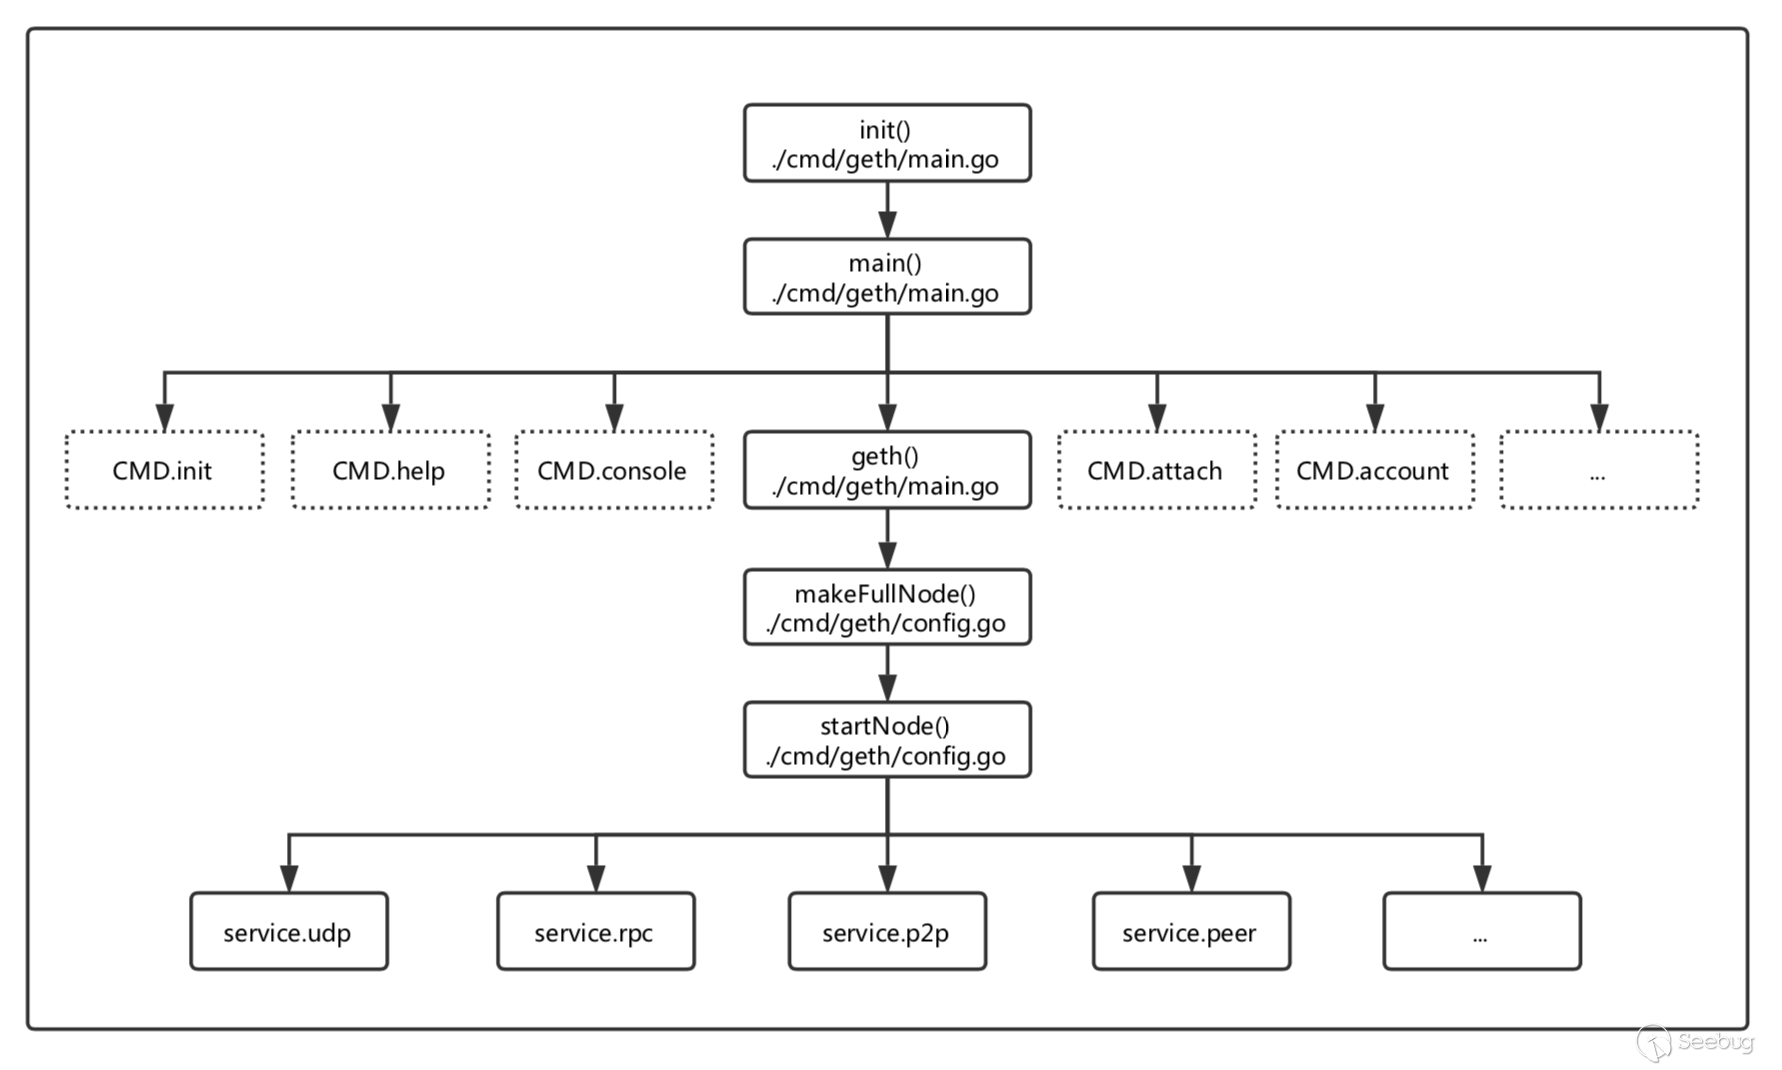 init()
./cmd/geth/main.go
main()
./cmd/geth/main.go
CMD.init
CMD.help
CMD.console
geth()
./cmd/geth/main.go
CMD.attach
CMD.account
...
makeFullNode()
./cmd/geth/config.go
startNode()
./cmd/geth/config.go
service.udp
service.rpc
service.p2p
service.peer
...
Seebug